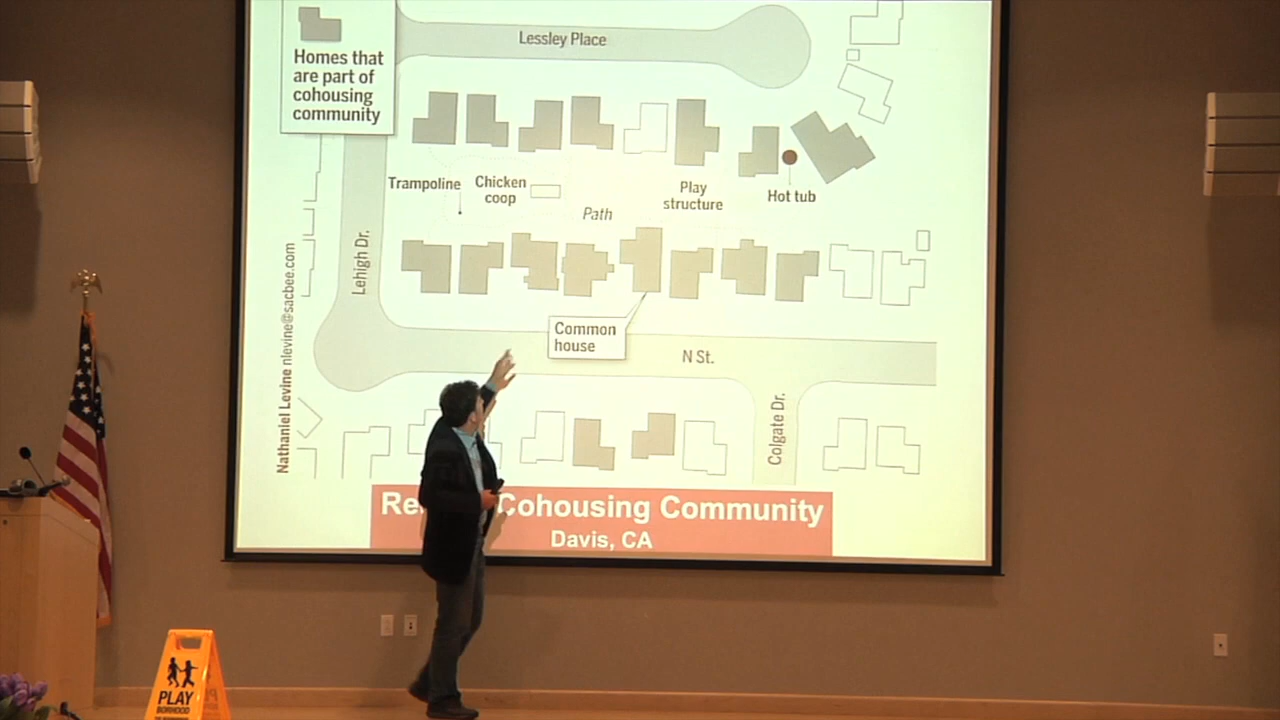 Lessley Place
Homes that
are part of
cohousing
community
Trampoline
Chicken
coop
Play
structure
Hot tub
Path
Lehigh Dr.
Nathaniel Levine nlevine@sacbee.com
Common
house
N St.
Colgate Dr.
Cohousing Community
Davis, CA
PLAY
BORHOOD